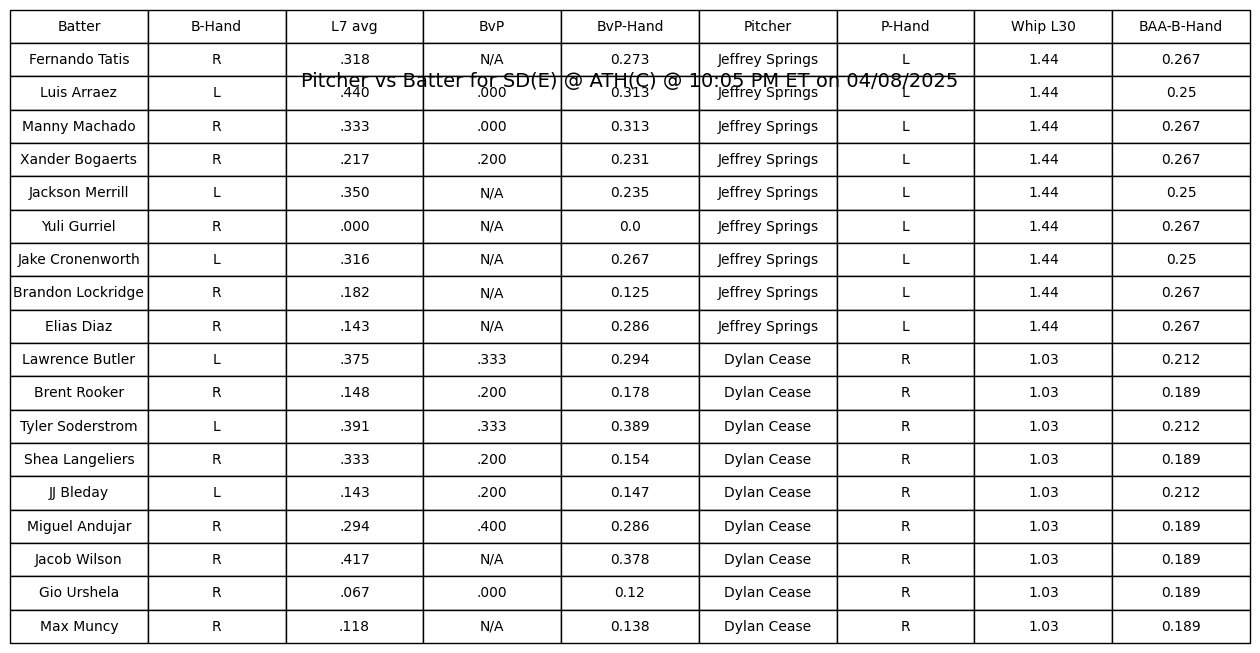 Batter B-Hand L7 avg BvP BvP-Hand Pitcher P-Hand Whip L30 BAA-B-Hand
Fernando Tatis R .318 N/A 0.273 Jeffrey Springs L 1.44 0.267
Pitcher vs Batter for SD(E) @ ATH(C) @ 10:05 PM ET on 04/08/2025
Luis Arraez L .440 .000 0.313 Jeffrey Springs L 1.44 0.25
Manny Machado R .333 .000 0.313 Jeffrey Springs L 1.44 0.267
Xander Bogaerts R .217 .200 0.231 Jeffrey Springs L 1.44 0.267
Jackson Merrill L .350 N/A 0.235 Jeffrey Springs L 1.44 0.25
Yuli Gurriel R .000 N/A 0.0 Jeffrey Springs L 1.44 0.267
Jake Cronenworth L .316 N/A 0.267 Jeffrey Springs L 1.44 0.25
Brandon Lockridge R .182 N/A 0.125 Jeffrey Springs L 1.44 0.267
Elias Diaz R .143 N/A 0.286 Jeffrey Springs L 1.44 0.267
Lawrence Butler L .375 .333 0.294 Dylan Cease R 1.03 0.212
Brent Rooker R .148 .200 0.178 Dylan Cease R 1.03 0.189
Tyler Soderstrom L .391 .333 0.389 Dylan Cease R 1.03 0.212
Shea Langeliers R .333 .200 0.154 Dylan Cease R 1.03 0.189
JJ Bleday L .143 .200 0.147 Dylan Cease R 1.03 0.212
Miguel Andujar R .294 .400 0.286 Dylan Cease R 1.03 0.189
Jacob Wilson R .417 N/A 0.378 Dylan Cease R 1.03 0.189
Gio Urshela R .067 .000 0.12 Dylan Cease R 1.03 0.189
Max Muncy R .118 N/A 0.138 Dylan Cease R 1.03 0.189